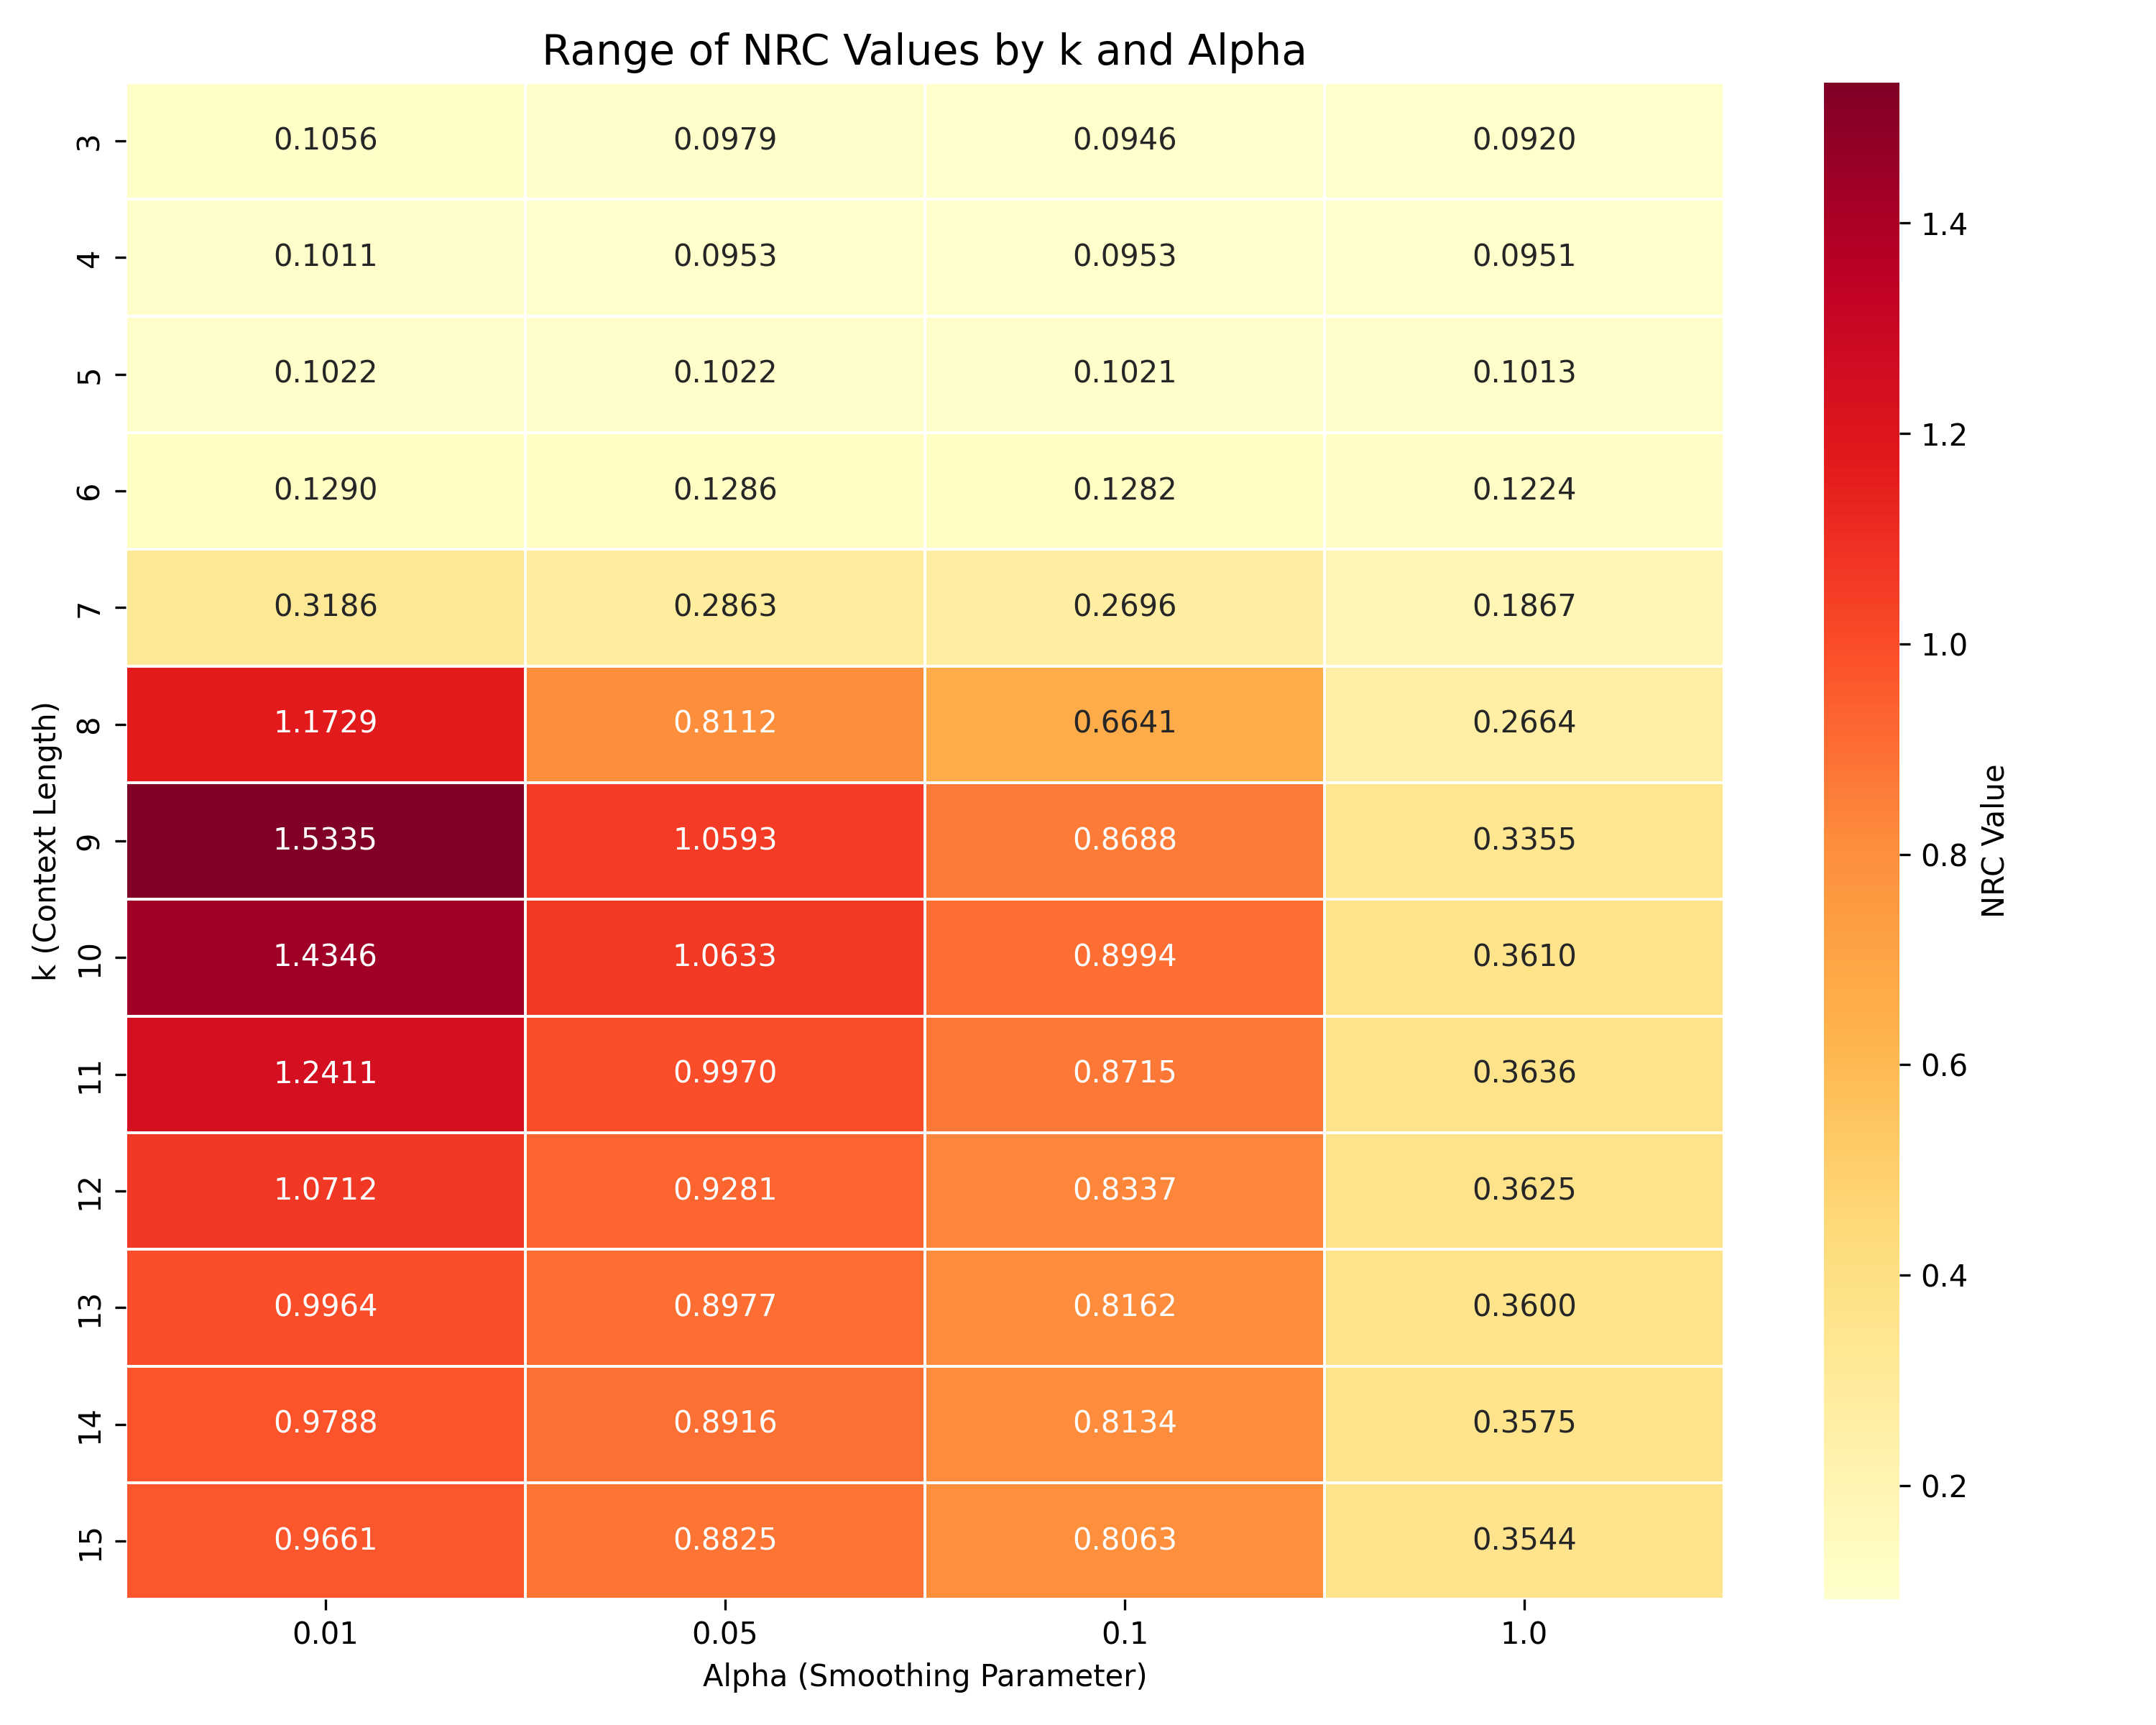 Range of NRC Values by k and Alpha
3 0.1056 0.0979 0.0946 0.0920
4 0.1011 0.0953 0.0953 0.0951
5 0.1022 0.1022 0.1021 0.1013
6 0.1290 0.1286 0.1282 0.1224
7 0.3186 0.2863 0.2696 0.1867
8 1.1729 0.8112 0.6641 0.2664
9 1.5335 1.0593 0.8688 0.3355
10 1.4346 1.0633 0.8994 0.3610
11 1.2411 0.9970 0.8715 0.3636
12 1.0712 0.9281 0.8337 0.3625
13 0.9964 0.8977 0.8162 0.3600
14 0.9788 0.8916 0.8134 0.3575
15 0.9661 0.8825 0.8063 0.3544
0.01 0.05 0.1 1.0
Alpha (Smoothing Parameter)
k (Context Length)
1.4
1.2
1.0
0.8
0.6
0.4
0.2
NRC Value